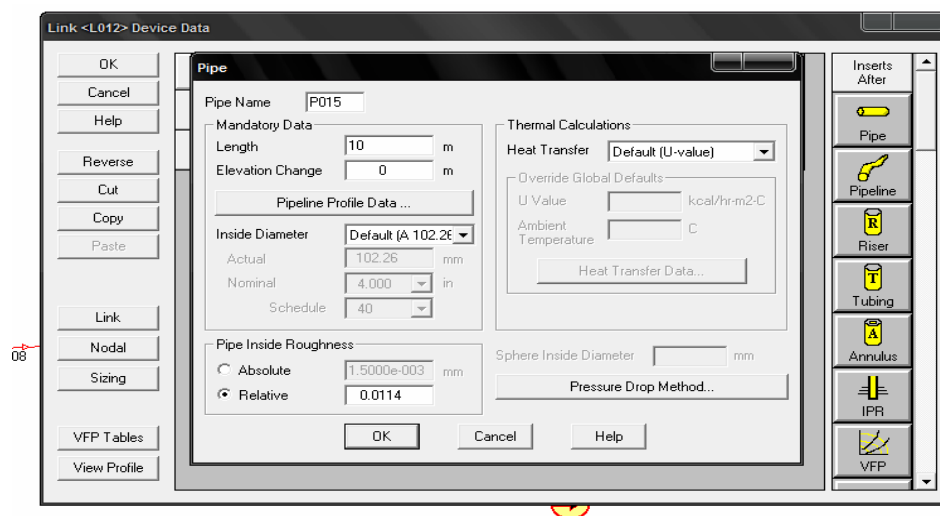 Link <L012> Device Data
OK
Cancel
Help
Reverse
Cut
Copy
Paste
Link
Nodal
Sizing
VFP Tables
View Profile
08
Pipe
Pipe Name P015
Mandatory Data
Length 10 m
Elevation Change 0 m
Pipeline Profile Data ...
Inside Diameter Default (A 102.26
Actual 102.26 mm
Nominal 4.000 in
Schedule 40
Pipe Inside Roughness
Absolute 1.5000e-003 mm
Relative 0.0114
Thermal Calculations
Heat Transfer Default (U-value)
Override Global Defaults
U Value kcal/hr-m2-C
Ambient
Temperature C
Heat Transfer Data...
Sphere Inside Diameter mm
Pressure Drop Method...
OK Cancel Help
Inserts
After
Pipe
Pipeline
R
Riser
T
Tubing
A
Annulus
IPR
VFP